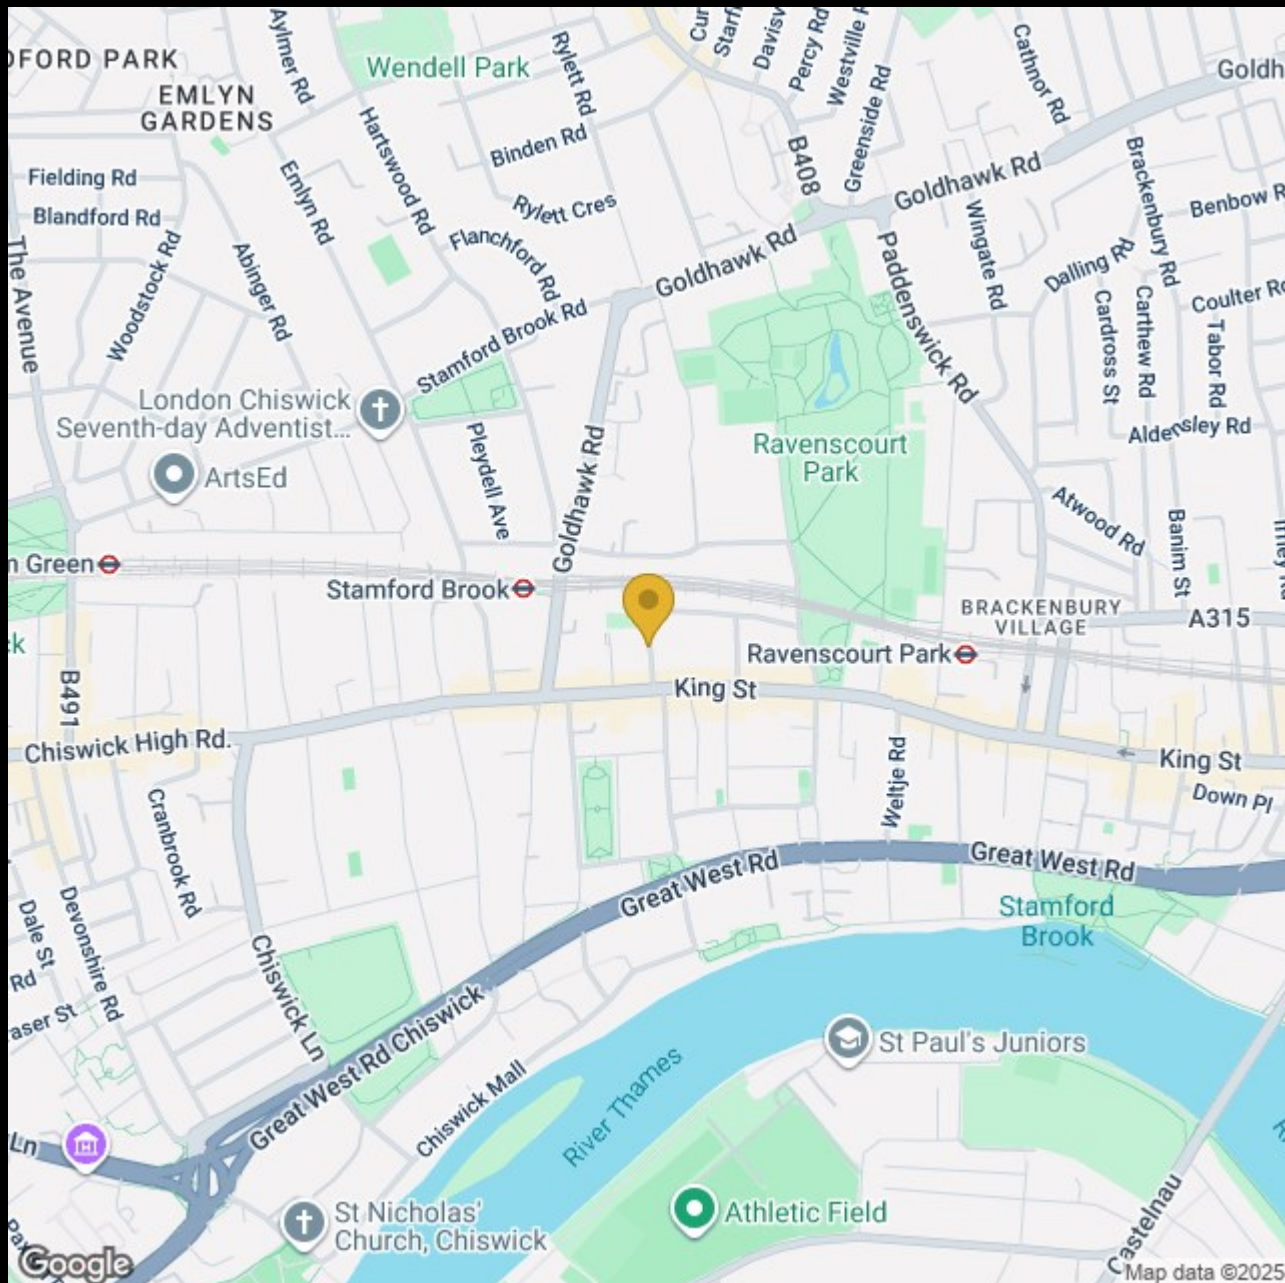 DFORD PARK
EMLYN
GARDENS
Aylmer Rd
Wendell Park
Rylett Rd
Davisv
Percy Rd
Westville R
Greenside Rd
Cathnor Rd
Goldh
Hartswood Rd
Binden Rd
B408
Goldhawk Rd
Brackenbury Rd
Fielding Rd
Blandford Rd
Emlyn Rd
Rylett Cres
Benbow R
The Avenue
Woodstock Rd
Abinger Rd
Flanchford Rd
Goldhawk Rd
Paddenswick Rd
Wingate Rd
Dalling Rd
Cardross St
Carthew Rd
Coulter Rd
Tabor Rd
Stamford Brook Rd
London Chiswick
Seventh-day Adventist...
ArtsEd
Pleydell Ave
Goldhawk Rd
Ravenscourt
Park
Aldensley Rd
Atwood Rd
Banim St
m Green
Stamford Brook
BRACKENBURY
VILLAGE
A315
Ravenscourt Park
ck
B491
King St
Chiswick High Rd.
King St
Cranbrook Rd
Weltje Rd
Down Pl
Great West Rd
Great West Rd
Dale St
Devonshire Rd
Stamford
Brook
Rd
raser St
Chiswick Ln
Great West Rd Chiswick
St Paul's Juniors
Chiswick Mall
River Thames
Ln
St Nicholas'
Church, Chiswick
Athletic Field
Castelnau
Google
Map data ©2025